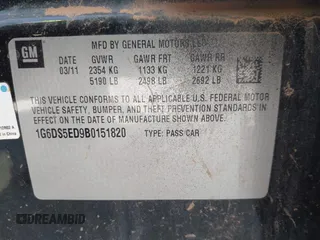 GM
MFD BY GENERAL MOTORS LLC
DATE GVWR GAWR FRT GAWR RR
03/11 2354 KG 1133 KG 1221 KG
5190 LB 2498 LB 2692 LB
THIS VEHICLE CONFORMS TO ALL APPLICABLE U.S. FEDERAL MOTOR
VEHICLE SAFETY, BUMPER, AND THEFT PREVENTION STANDARDS IN
EFFECT ON THE DATE OF MANUFACTURE SHOWN ABOVE.
1G6DS5ED9B0151820 TYPE: PASS CAR
DREAMBID